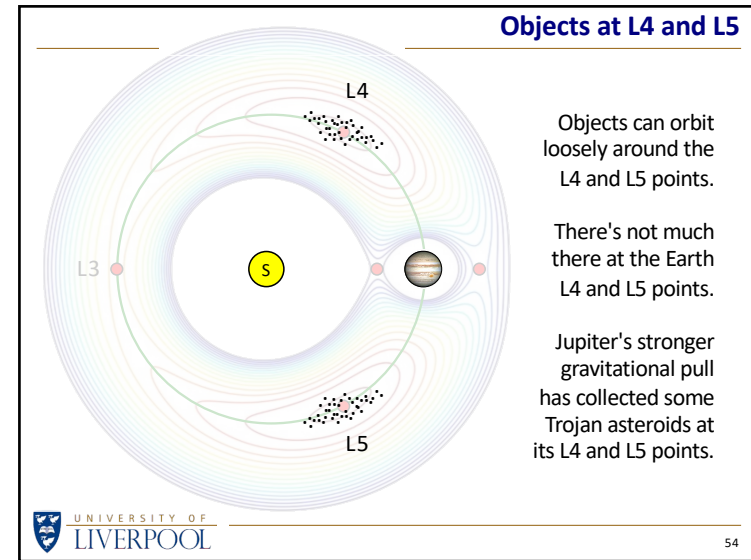 Objects at L4 and L5
L4
Objects can orbit
loosely around the
L4 and L5 points.
There's not much
there at the Earth
L4 and L5 points.
L3
S
Jupiter's stronger
gravitational pull
has collected some
Trojan asteroids at
its L4 and L5 points.
L5
UNIVERSITY OF
LIVERPOOL
54